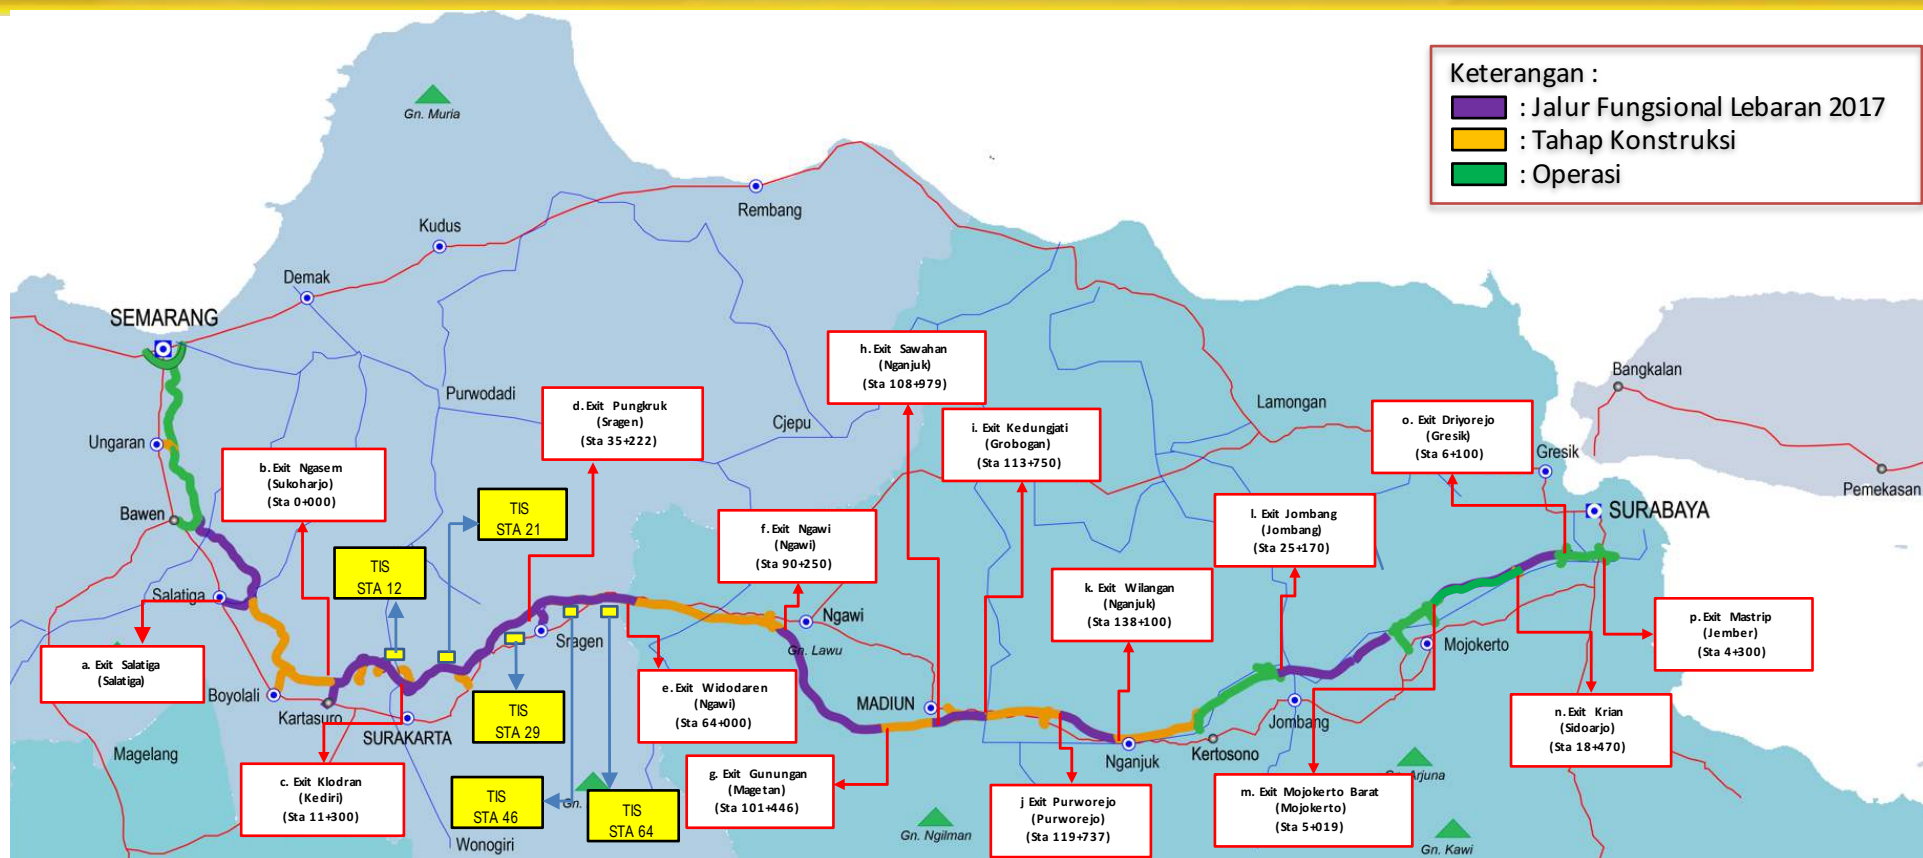 Keterangan :
: Jalur Fungsional Lebaran 2017
: Tahap Konstruksi
: Operasi
Gn. Muria
Rembang
Kudus
Demak
SEMARANG
Purwodadi
Ungaran
Bawen
Salatiga
Boyolali
Kartasuro
SURAKARTA
Magelang
Wonogiri
Sragen
Cjepu
Ngawi
Gn. Lawu
MADIUN
Gn. Ngilman
Nganjuk
Kertosono
Jombang
Mojokerto
Lamongan
Gresik
SURABAYA
Bangkalan
Pemekasan
Arjuna
Gn. Kawi
Gn.
a. Exit Salatiga
(Salatiga)
b. Exit Ngasem
(Sukoharjo)
(Sta 0+000)
c. Exit Klodran
(Kediri)
(Sta 11+300)
d. Exit Pungkruk
(Sragen)
(Sta 35+222)
e. Exit Widodaren
(Ngawi)
(Sta 64+000)
f. Exit Ngawi
(Ngawi)
(Sta 90+250)
g. Exit Gunungan
(Magetan)
(Sta 101+446)
h. Exit Sawahan
(Nganjuk)
(Sta 108+979)
i. Exit Kedungjati
(Grobogan)
(Sta 113+750)
j Exit Purworejo
(Purworejo)
(Sta 119+737)
k. Exit Wilangan
(Nganjuk)
(Sta 138+100)
l. Exit Jombang
(Jombang)
(Sta 25+170)
m. Exit Mojokerto Barat
(Mojokerto)
(Sta 5+019)
n. Exit Krian
(Sidoarjo)
(Sta 18+470)
o. Exit Driyorejo
(Gresik)
(Sta 6+100)
p. Exit Mastrip
(Jember)
(Sta 4+300)
TIS
STA 12
TIS
STA 21
TIS
STA 29
TIS
STA 46
TIS
STA 64